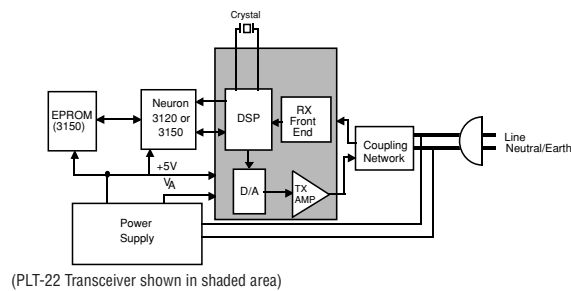 Crystal
EPROM
(3150)
Neuron
3120 or
3150
DSP
RX
Front
End
Coupling
Network
Line
Neutral/Earth
+5V
VA
D/A
TX
AMP
Power
Supply
(PLT-22 Transceiver shown in shaded area)